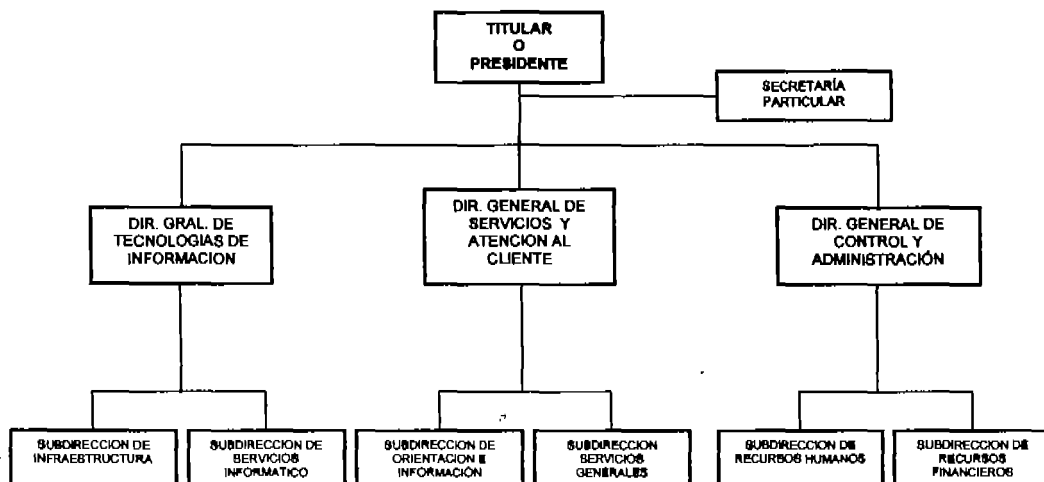 TITULAR
O
PRESIDENTE
SECRETARÍA
PARTICULAR
DIR. GRAL. DE
TECNOLOGIAS DE
INFORMACION
DIR. GENERAL DE
SERVICIOS Y
ATENCION AL
CLIENTE
DIR. GENERAL DE
CONTROL Y
ADMINISTRACIÓN
SUBDIRECCION DE
INFRAESTRUCTURA
SUBDIRECCION DE
SERVICIOS
INFORMATICO
SUBDIRECCION DE
ORIENTACION E
INFORMACIÓN
SUBDIRECCION
SERVICIOS
GENERALES
SUBDIRECCION DE
RECURSOS HUMANOS
SUBDIRECCION DE
RECURSOS
FINANCIEROS